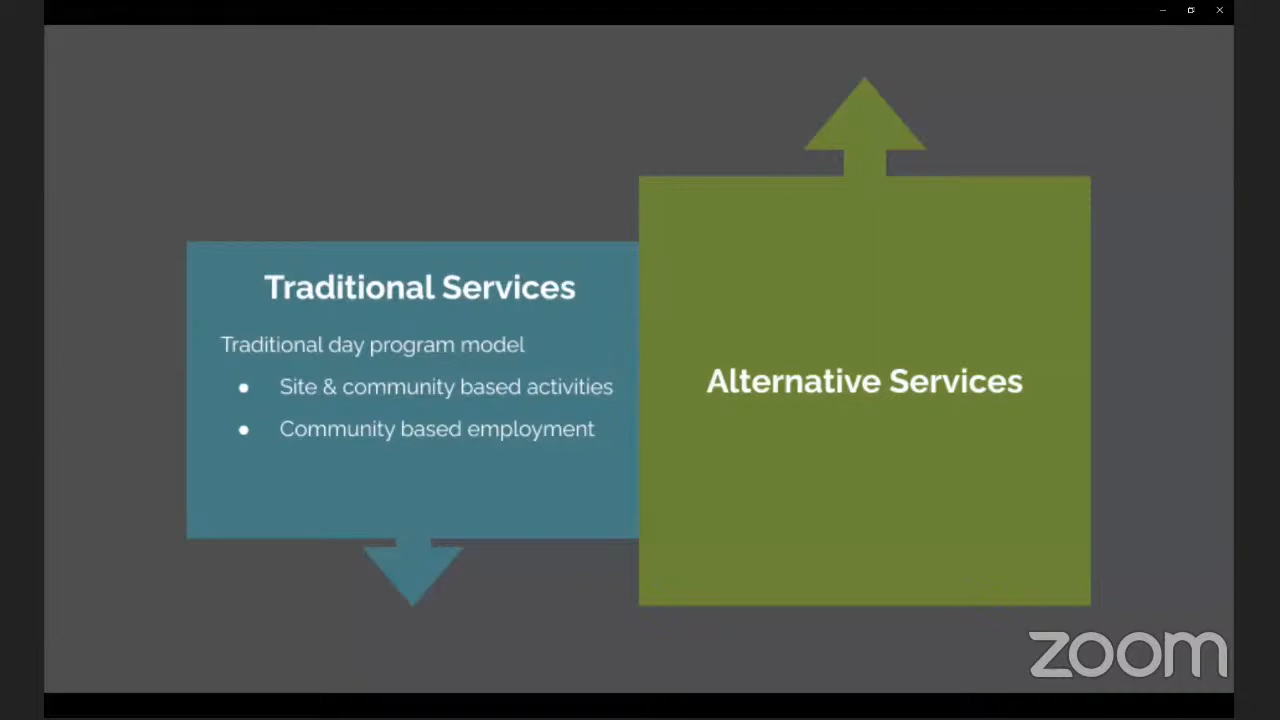 Traditional Services
Traditional day program model
● Site & community based activities
● Community based employment
Alternative Services
zoom